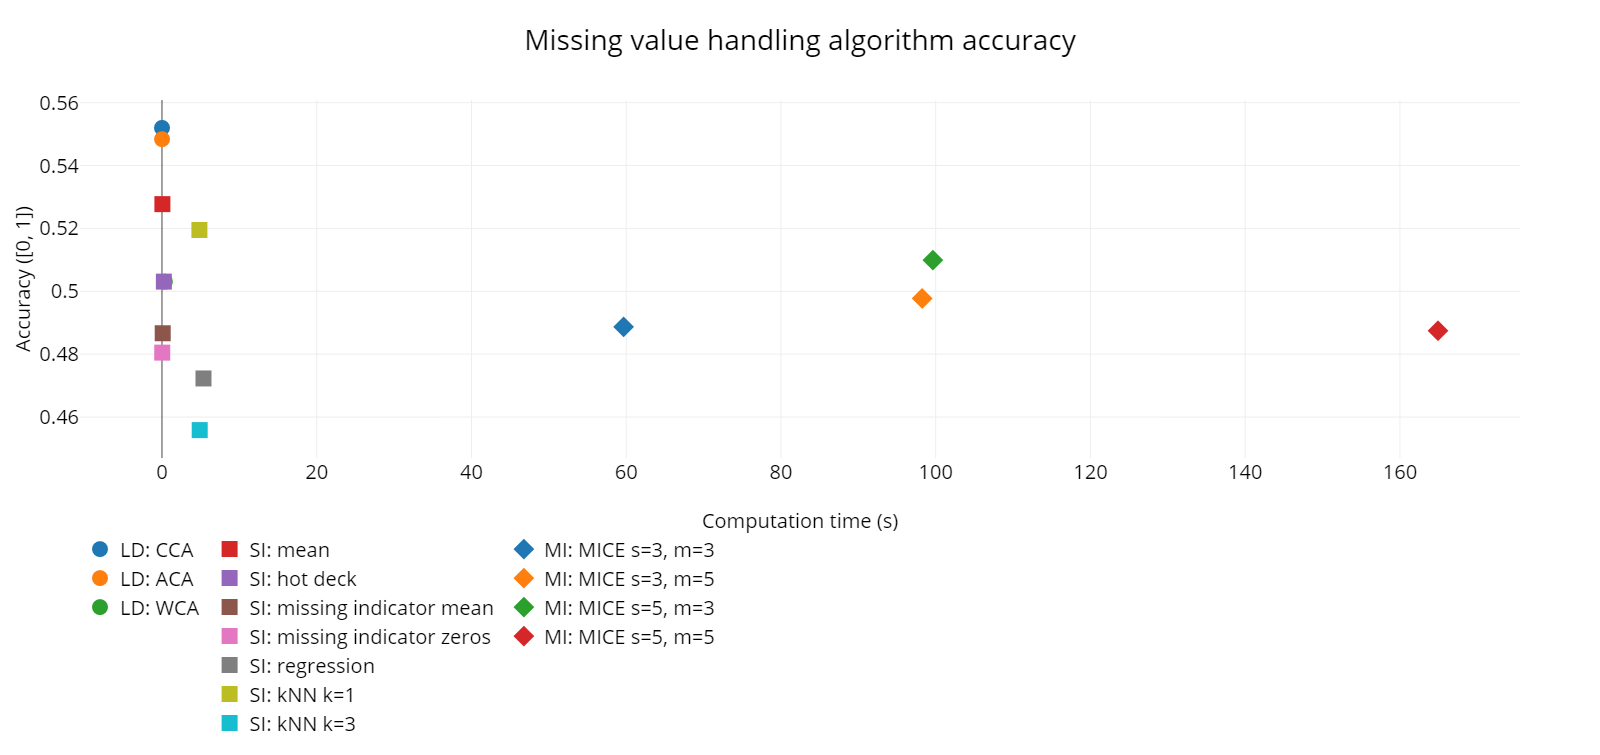 Missing value handling algorithm accuracy
Accuracy ([0, 1])
0.56
0.54
0.52
0.5
0.48
0.46
0 20 40 60 80 100 120 140 160
Computation time (s)
LD: CCA
LD: ACA
LD: WCA
SI: mean
SI: hot deck
SI: missing indicator mean
SI: missing indicator zeros
SI: regression
SI: kNN k=1
SI: kNN k=3
MI: MICE s=3, m=3
MI: MICE s=3, m=5
MI: MICE s=5, m=3
MI: MICE s=5, m=5